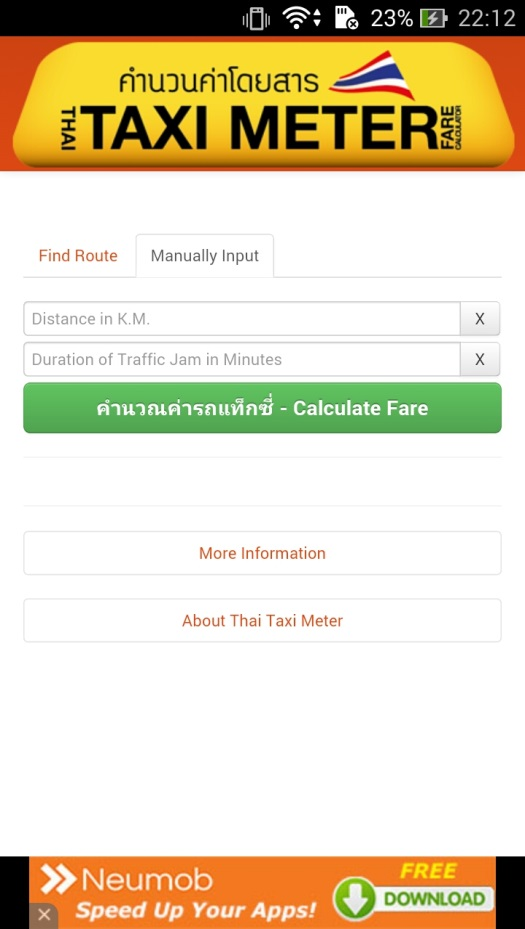 23% 22:12
คำนวนค่าโดยสาร
THAI TAXI METER FARE CALCULATOR
Find Route Manually Input
Distance in K.M. X
Duration of Traffic Jam in Minutes X
คำนวณค่ารถแท็กซี่ - Calculate Fare
More Information
About Thai Taxi Meter
Neumob FREE
Speed Up Your Apps! DOWNLOAD